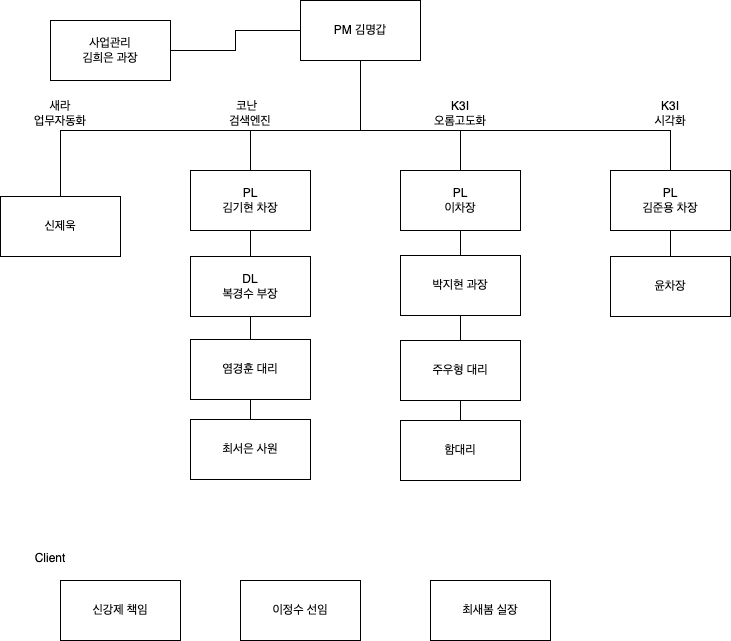 PM 김명갑
사업관리
김희은 과장
새라
업무자동화
코난
검색엔진
K3I
오롬고도화
K3I
시각화
신제욱
PL
김기현 차장
PL
이차장
PL
김준용 차장
DL
복경수 부장
박지현 과장
윤차장
염경훈 대리
주우형 대리
최서은 사원
함대리
Client
신강제 책임
이정수 선임
최새봄 실장